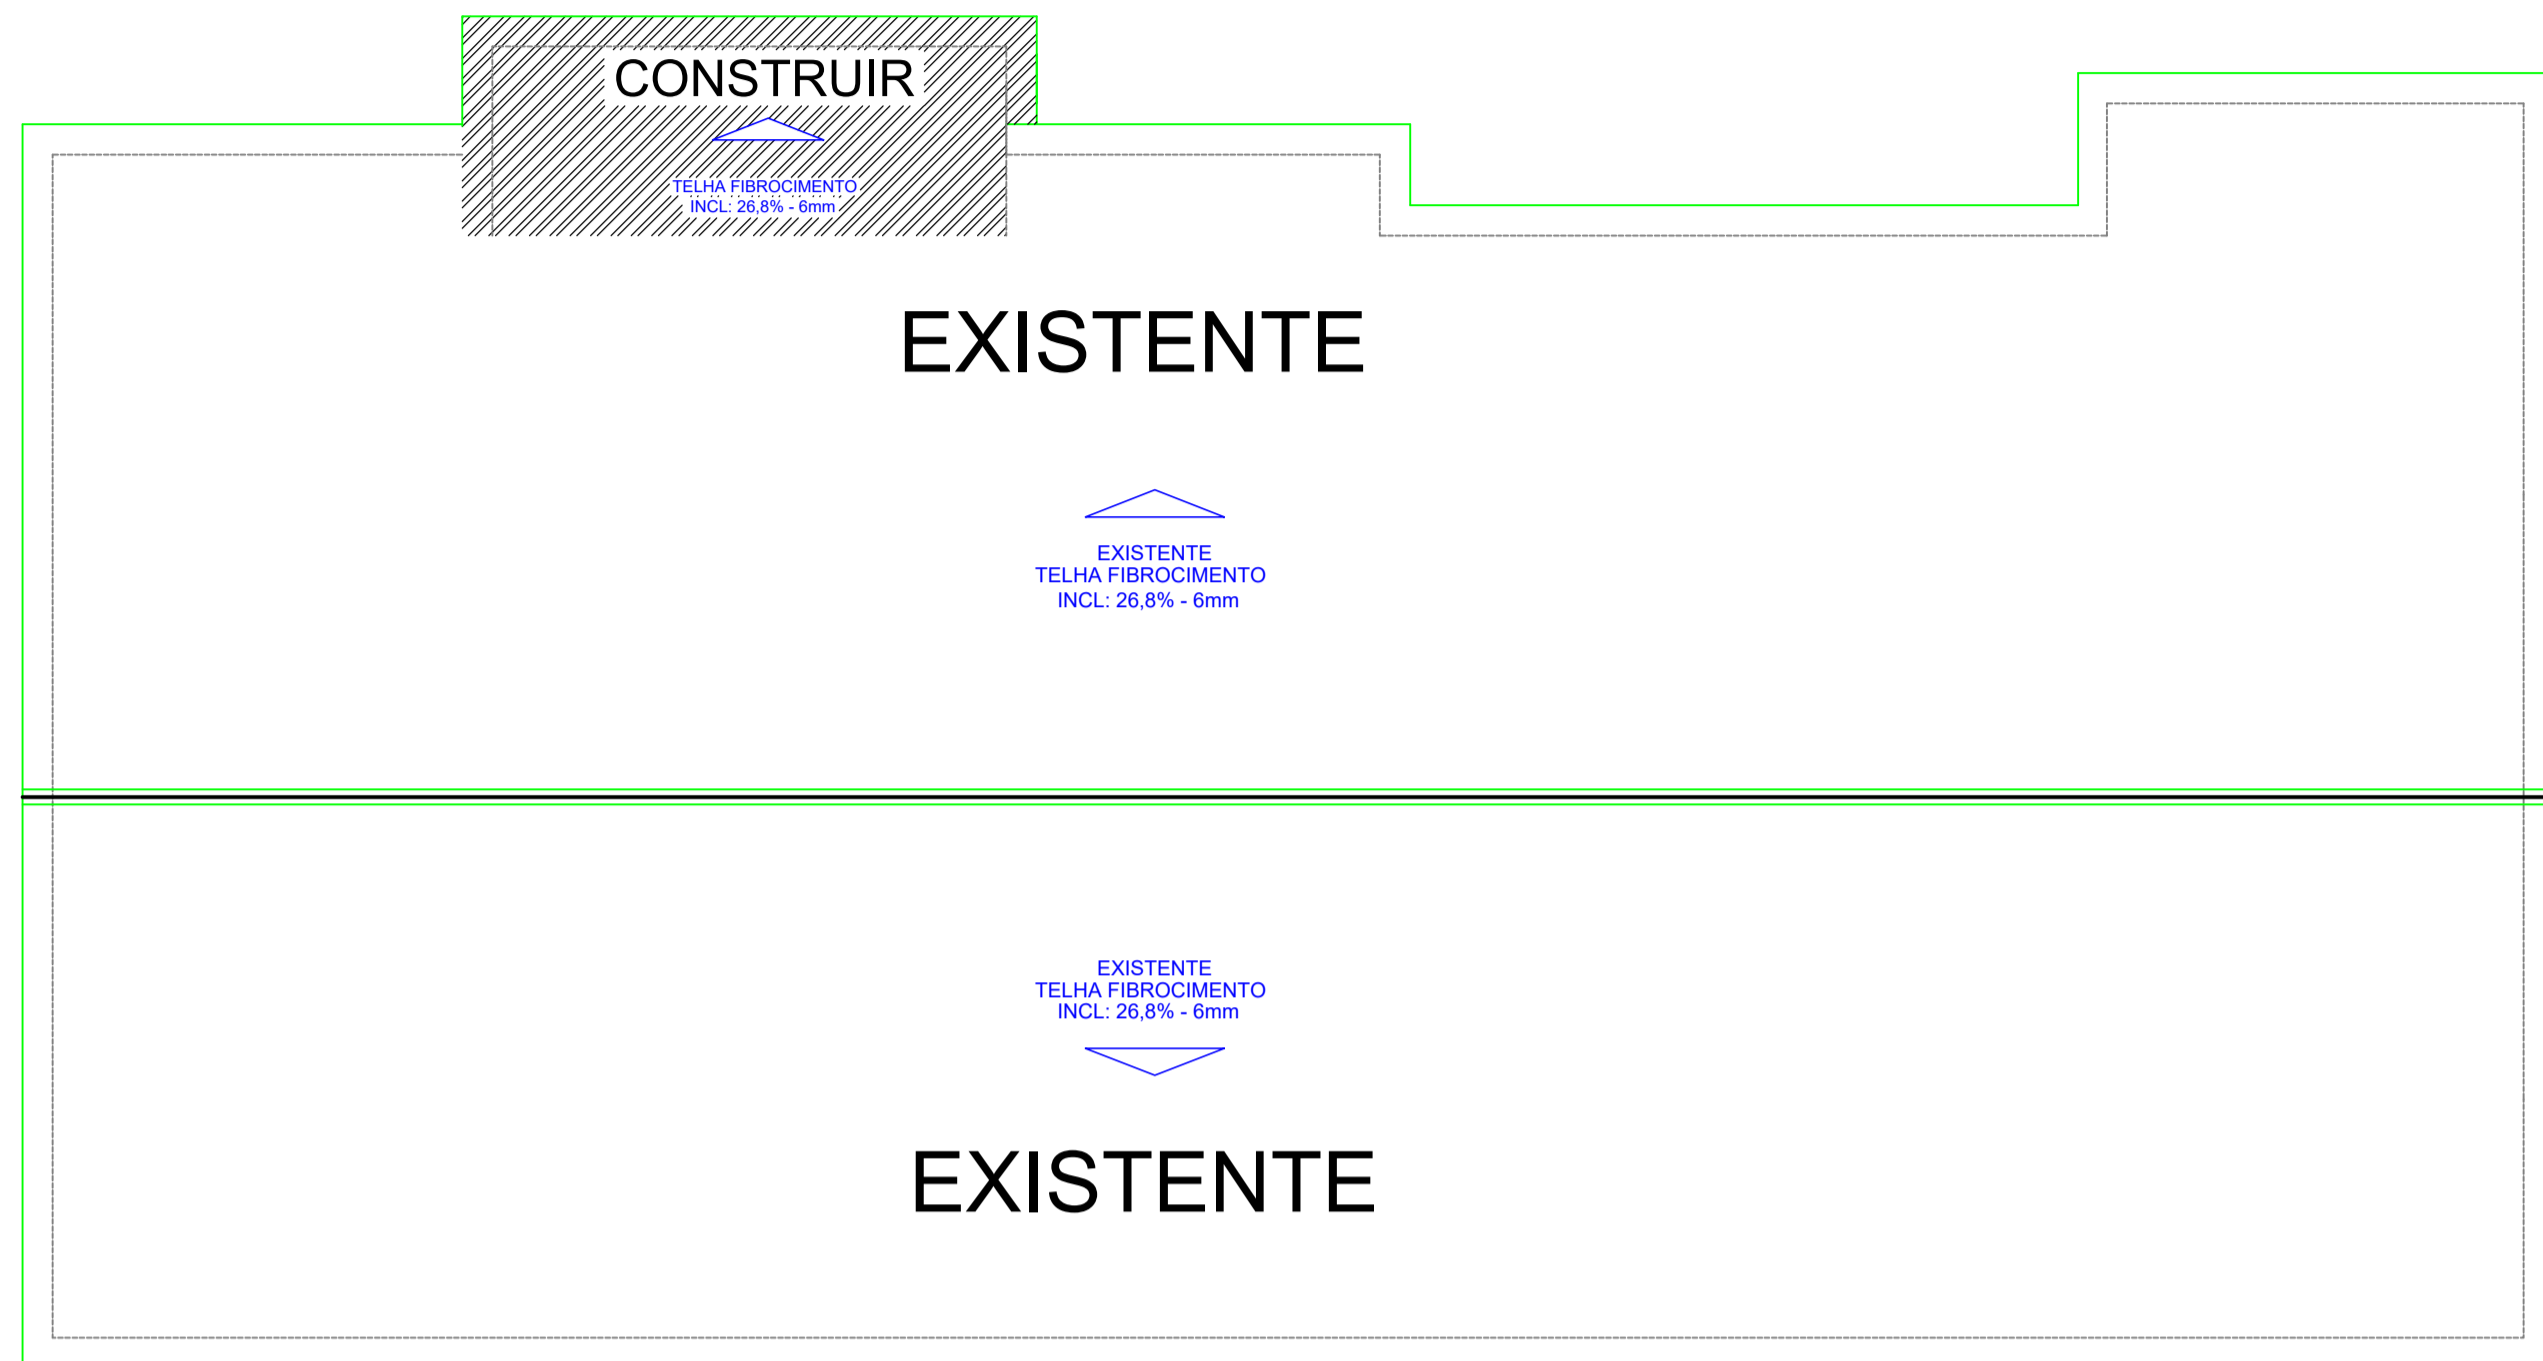 CONSTRUIR
TELHA FIBROCIMENTO
INCL: 26,8% - 6mm
EXISTENTE
EXISTENTE
TELHA FIBROCIMENTO
INCL: 26,8% - 6mm
EXISTENTE
TELHA FIBROCIMENTO
INCL: 26,8% - 6mm
EXISTENTE